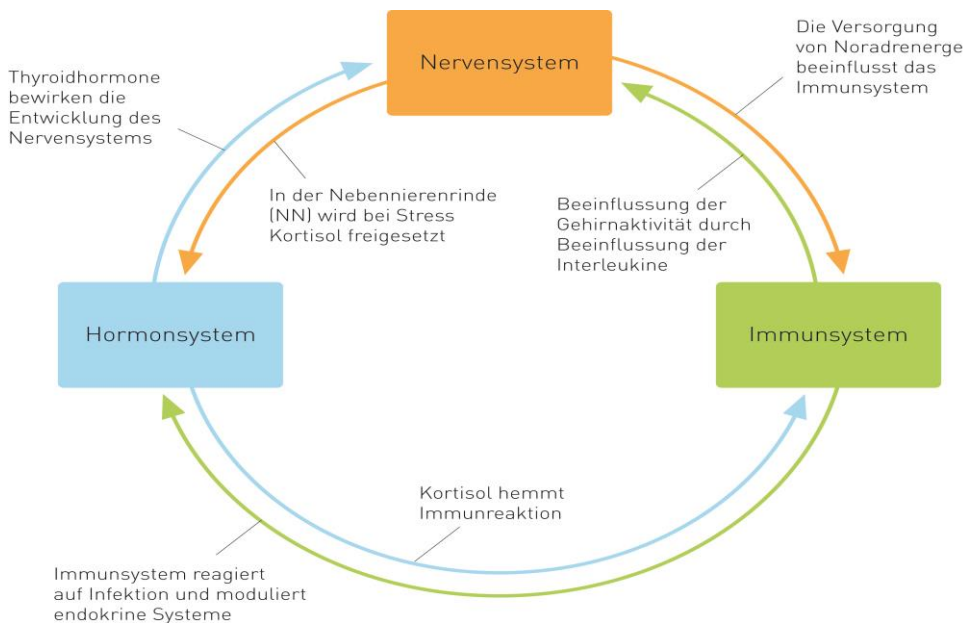 Nervensystem
Die Versorgung
von Noradrenerge
beeinflusst das
Immunsystem
Thyroidhormone
bewirken die
Entwicklung des
Nervensystems
In der Nebennierenrinde
(NN) wird bei Stress
Kortisol freigesetzt
Beeinflussung der
Gehirnaktivität durch
Beeinflussung der
Interleukine
Hormonsystem
Immunsystem
Kortisol hemmt
Immunreaktion
Immunsystem reagiert
auf Infektion und moduliert
endokrine Systeme